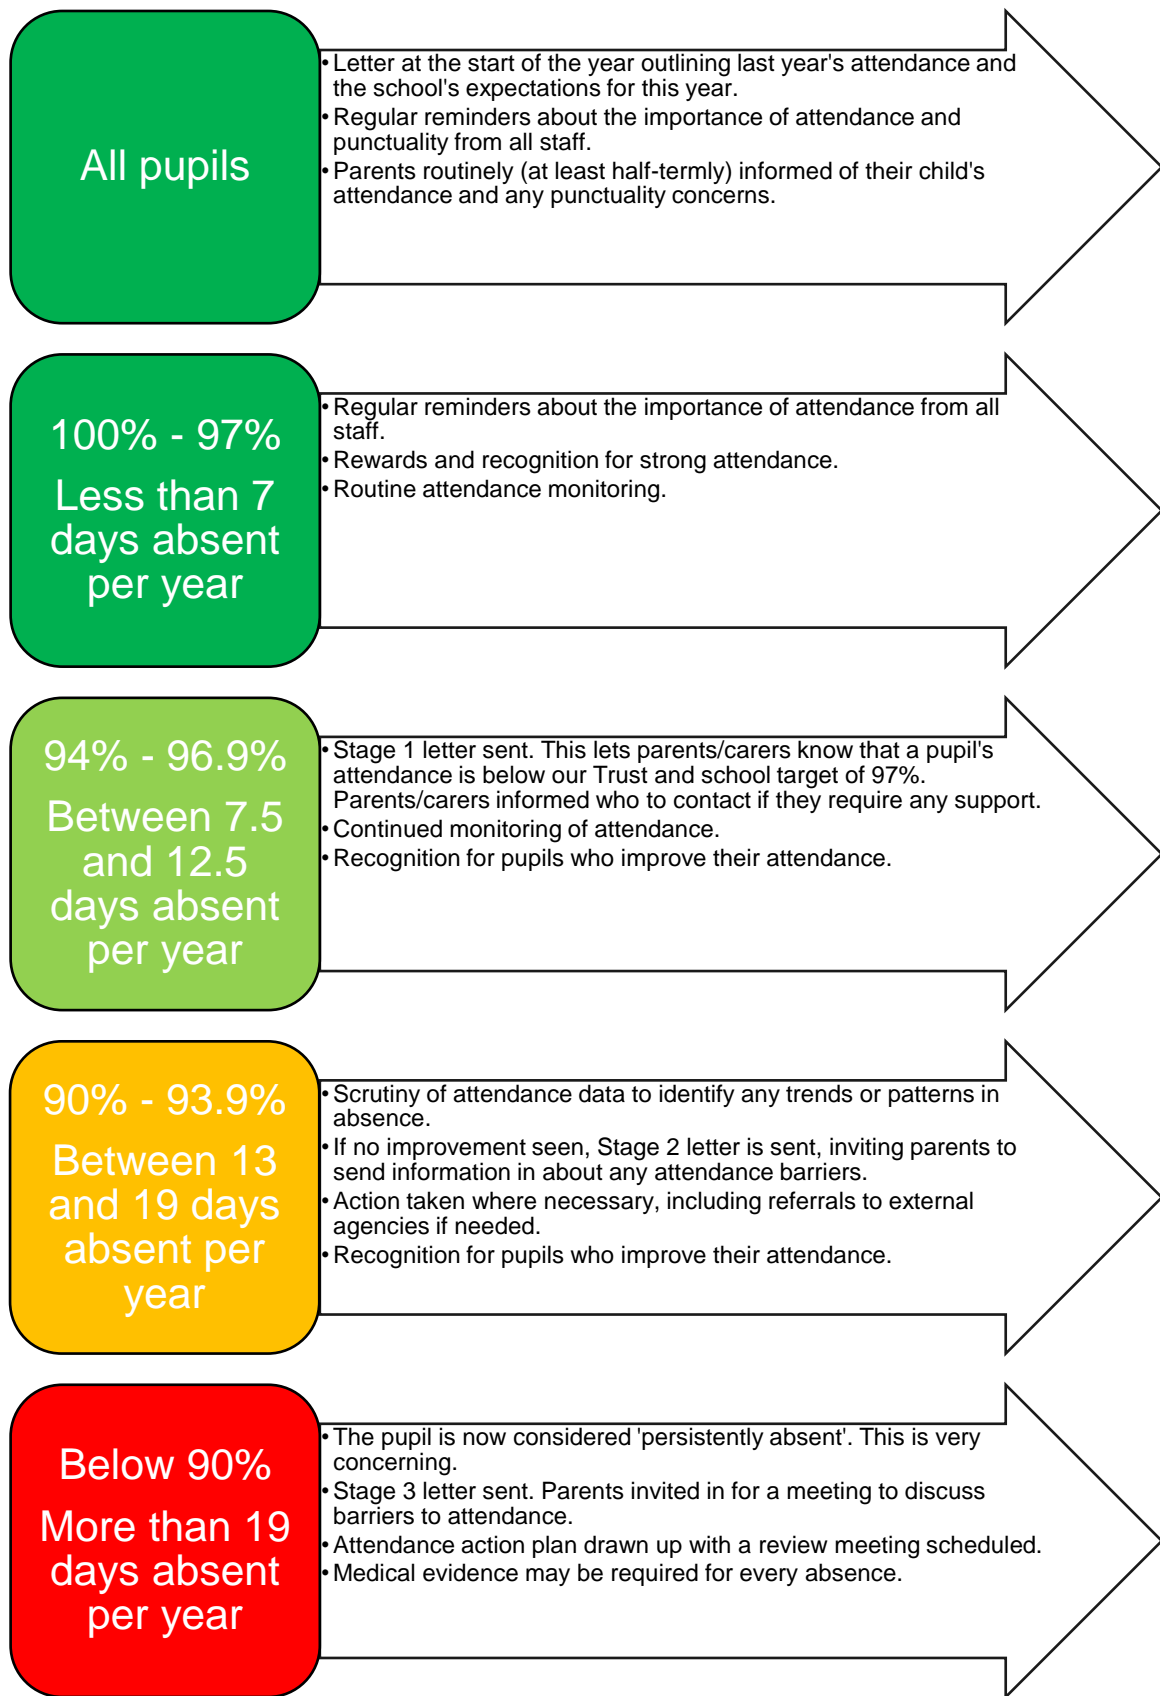 All pupils
•Letter at the start of the year outlining last year's attendance and
the school's expectations for this year.
•Regular reminders about the importance of attendance and
punctuality from all staff.
•Parents routinely (at least half-termly) informed of their child's
attendance and any punctuality concerns.
100% - 97%
Less than 7
days absent
per year
•Regular reminders about the importance of attendance from all
staff.
•Rewards and recognition for strong attendance.
•Routine attendance monitoring.
94% - 96.9%
Between 7.5
and 12.5
days absent
per year
•Stage 1 letter sent. This lets parents/carers know that a pupil's
attendance is below our Trust and school target of 97%.
Parents/carers informed who to contact if they require any support.
•Continued monitoring of attendance.
•Recognition for pupils who improve their attendance.
90% - 93.9%
Between 13
and 19 days
absent per
year
•Scrutiny of attendance data to identify any trends or patterns in
absence.
•If no improvement seen, Stage 2 letter is sent, inviting parents to
send information in about any attendance barriers.
•Action taken where necessary, including referrals to external
agencies if needed.
•Recognition for pupils who improve their attendance.
Below 90%
More than 19
days absent
per year
•The pupil is now considered 'persistently absent'. This is very
concerning.
•Stage 3 letter sent. Parents invited in for a meeting to discuss
barriers to attendance.
•Attendance action plan drawn up with a review meeting scheduled.
•Medical evidence may be required for every absence.